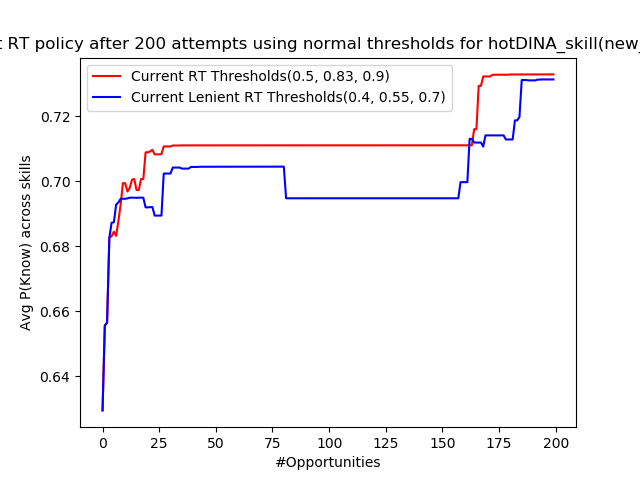 t RT policy after 200 attempts using normal thresholds for hotDINA_skill(new_
Current RT Thresholds(0.5, 0.83, 0.9)
Current Lenient RT Thresholds(0.4, 0.55, 0.7)
Avg P(Know) across skills
0.72
0.70
0.68
0.66
0.64
0 25 50 75 100 125 150 175 200
#Opportunities